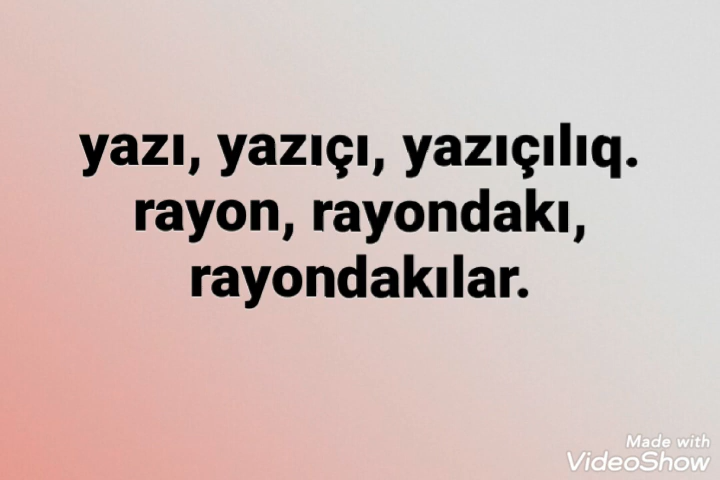 yazı, yazıçı, yazıçılıq.
rayon, rayondakı,
rayondakılar.
Made with
VideoShow